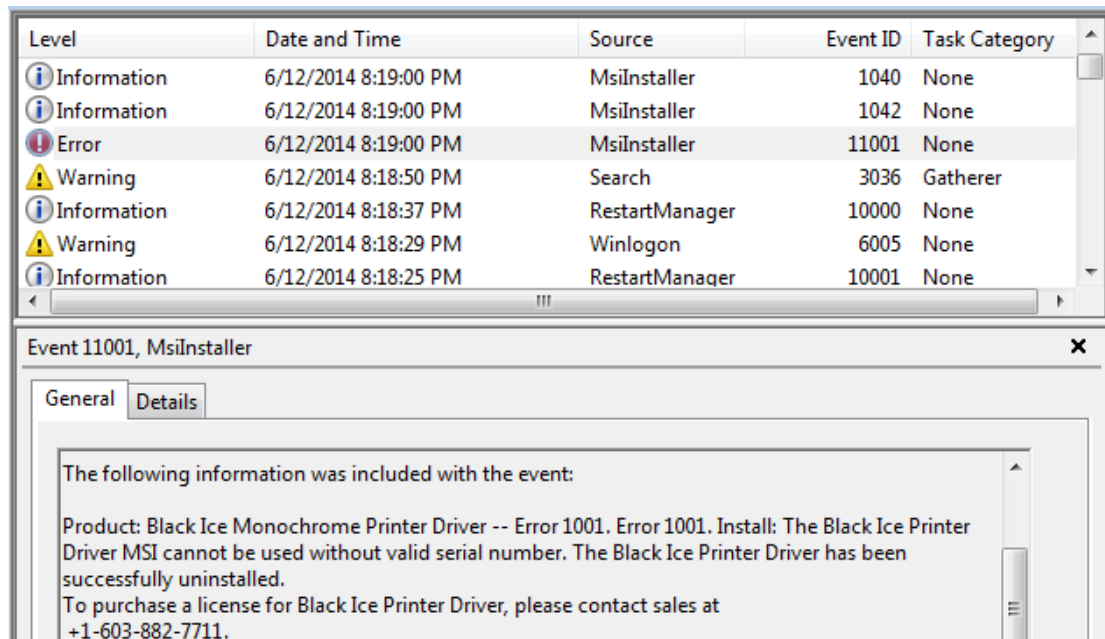 Level Date and Time Source Event ID Task Category
Information 6/12/2014 8:19:00 PM MsiInstaller 1040 None
Information 6/12/2014 8:19:00 PM MsiInstaller 1042 None
Error 6/12/2014 8:19:00 PM MsiInstaller 11001 None
Warning 6/12/2014 8:18:50 PM Search 3036 Gatherer
Information 6/12/2014 8:18:37 PM RestartManager 10000 None
Warning 6/12/2014 8:18:29 PM Winlogon 6005 None
Information 6/12/2014 8:18:25 PM RestartManager 10001 None
Event 11001, MsiInstaller
General Details
The following information was included with the event:
Product: Black Ice Monochrome Printer Driver -- Error 1001. Error 1001. Install: The Black Ice Printer
Driver MSI cannot be used without valid serial number. The Black Ice Printer Driver has been
successfully uninstalled.
To purchase a license for Black Ice Printer Driver, please contact sales at
+1-603-882-7711.